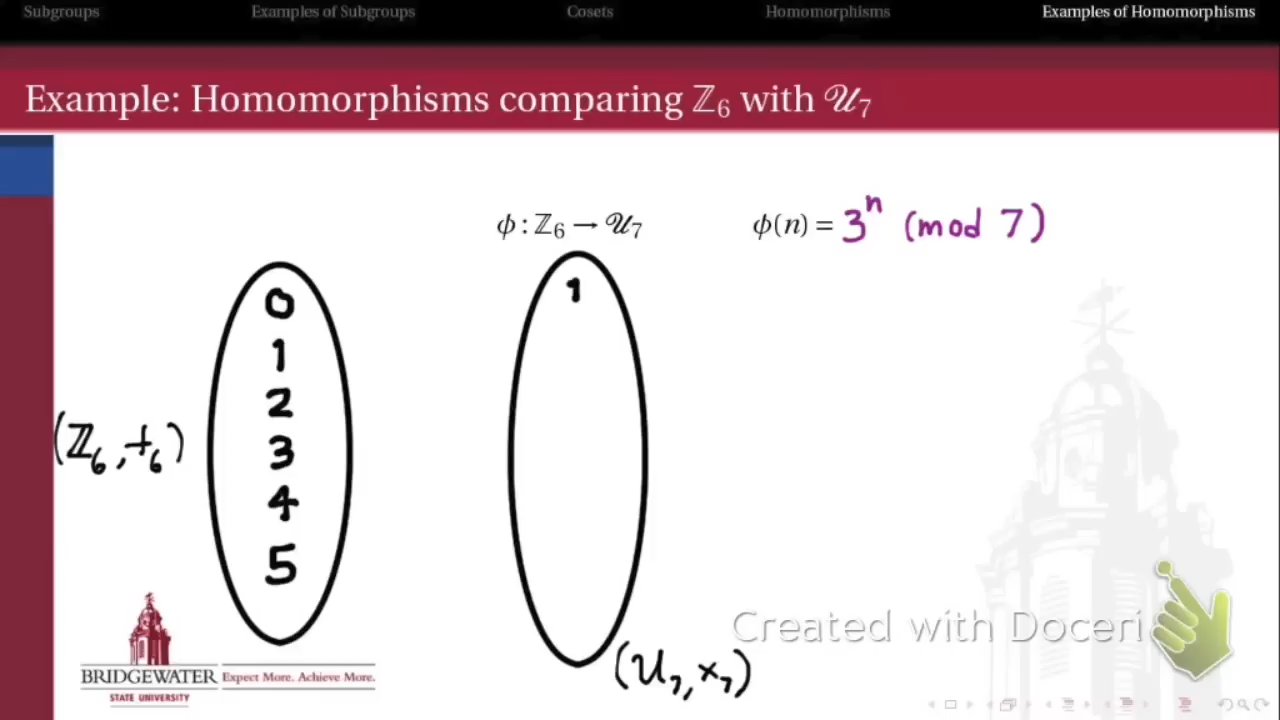 Subgroups Examples of Subgroups Cosets Homomorphisms Examples of Homomorphisms
Example: Homomorphisms comparing ℤ₆ with 𝒰₇
ϕ : ℤ₆ → 𝒰₇ ϕ(n) = 3ⁿ (mod 7)
0 1
1
2
3
(ℤ₆, +₆)
4
5
(𝒰₇, ×₇)
Created with Doceri
BRIDGEWATER Expect More. Achieve More.
STATE UNIVERSITY